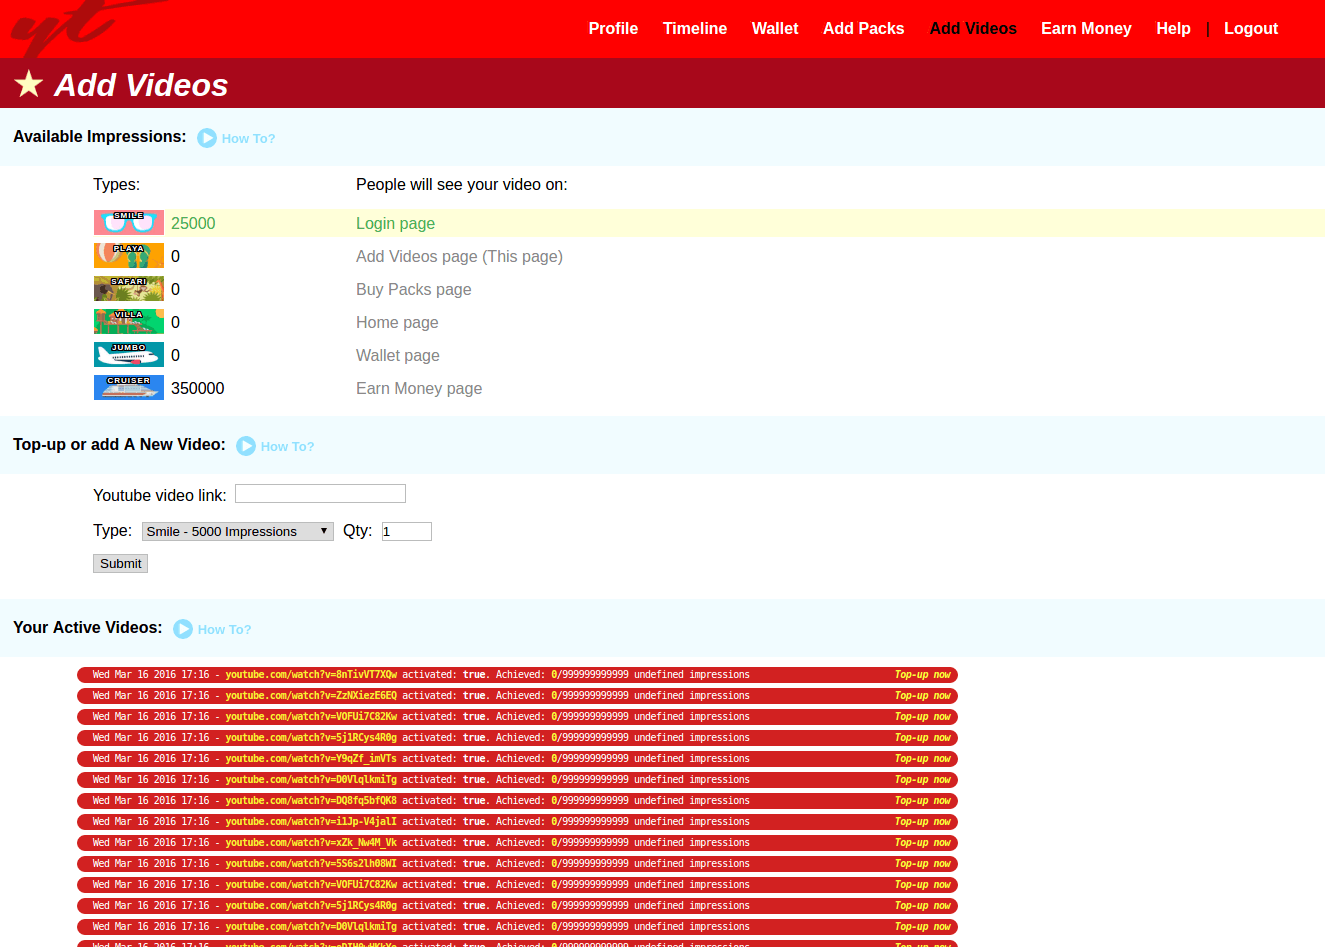 yt
Profile Timeline Wallet Add Packs Add Videos Earn Money Help | Logout
★ Add Videos
Available Impressions: How To?
Types: People will see your video on:
SMILE 25000 Login page
PLAYA 0 Add Videos page (This page)
SAFARI 0 Buy Packs page
VILLA 0 Home page
JUMBO 0 Wallet page
CRUISER 350000 Earn Money page
Top-up or add A New Video: How To?
Youtube video link:
Type: Smile - 5000 Impressions ▼ Qty: 1
Submit
Your Active Videos: How To?
Wed Mar 16 2016 17:16 - youtube.com/watch?v=8nTivVT7XQw activated: true. Achieved: 0/999999999999 undefined impressions Top-up now
Wed Mar 16 2016 17:16 - youtube.com/watch?v=ZzNXiezE6EQ activated: true. Achieved: 0/999999999999 undefined impressions Top-up now
Wed Mar 16 2016 17:16 - youtube.com/watch?v=VOFUi7C82Kw activated: true. Achieved: 0/999999999999 undefined impressions Top-up now
Wed Mar 16 2016 17:16 - youtube.com/watch?v=5j1RCys4R0g activated: true. Achieved: 0/999999999999 undefined impressions Top-up now
Wed Mar 16 2016 17:16 - youtube.com/watch?v=Y9qZf_imVTs activated: true. Achieved: 0/999999999999 undefined impressions Top-up now
Wed Mar 16 2016 17:16 - youtube.com/watch?v=D0VlqlkmiTg activated: true. Achieved: 0/999999999999 undefined impressions Top-up now
Wed Mar 16 2016 17:16 - youtube.com/watch?v=DQ8fq5bfQK8 activated: true. Achieved: 0/999999999999 undefined impressions Top-up now
Wed Mar 16 2016 17:16 - youtube.com/watch?v=i1Jp-V4jalI activated: true. Achieved: 0/999999999999 undefined impressions Top-up now
Wed Mar 16 2016 17:16 - youtube.com/watch?v=xZk_Nw4M_Vk activated: true. Achieved: 0/999999999999 undefined impressions Top-up now
Wed Mar 16 2016 17:16 - youtube.com/watch?v=5S6s2lh08WI activated: true. Achieved: 0/999999999999 undefined impressions Top-up now
Wed Mar 16 2016 17:16 - youtube.com/watch?v=VOFUi7C82Kw activated: true. Achieved: 0/999999999999 undefined impressions Top-up now
Wed Mar 16 2016 17:16 - youtube.com/watch?v=5j1RCys4R0g activated: true. Achieved: 0/999999999999 undefined impressions Top-up now
Wed Mar 16 2016 17:16 - youtube.com/watch?v=D0VlqlkmiTg activated: true. Achieved: 0/999999999999 undefined impressions Top-up now
Wed Mar 16 2016 17:16 - activated: true. Achieved: 0/999999999999 undefined impressions Top-up now